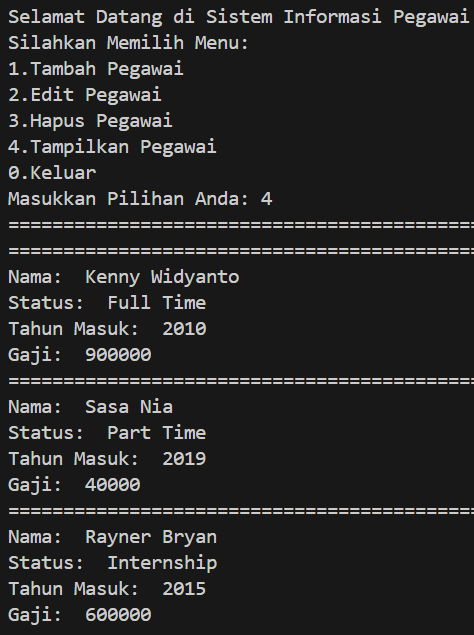 Selamat Datang di Sistem Informasi Pegawai
Silahkan Memilih Menu:
1.Tambah Pegawai
2.Edit Pegawai
3.Hapus Pegawai
4.Tampilkan Pegawai
0.Keluar
Masukkan Pilihan Anda: 4
===========================================
===========================================
Nama:  Kenny Widyanto
Status:  Full Time
Tahun Masuk:  2010
Gaji:  900000
===========================================
Nama:  Sasa Nia
Status:  Part Time
Tahun Masuk:  2019
Gaji:  40000
===========================================
Nama:  Rayner Bryan
Status:  Internship
Tahun Masuk:  2015
Gaji:  600000